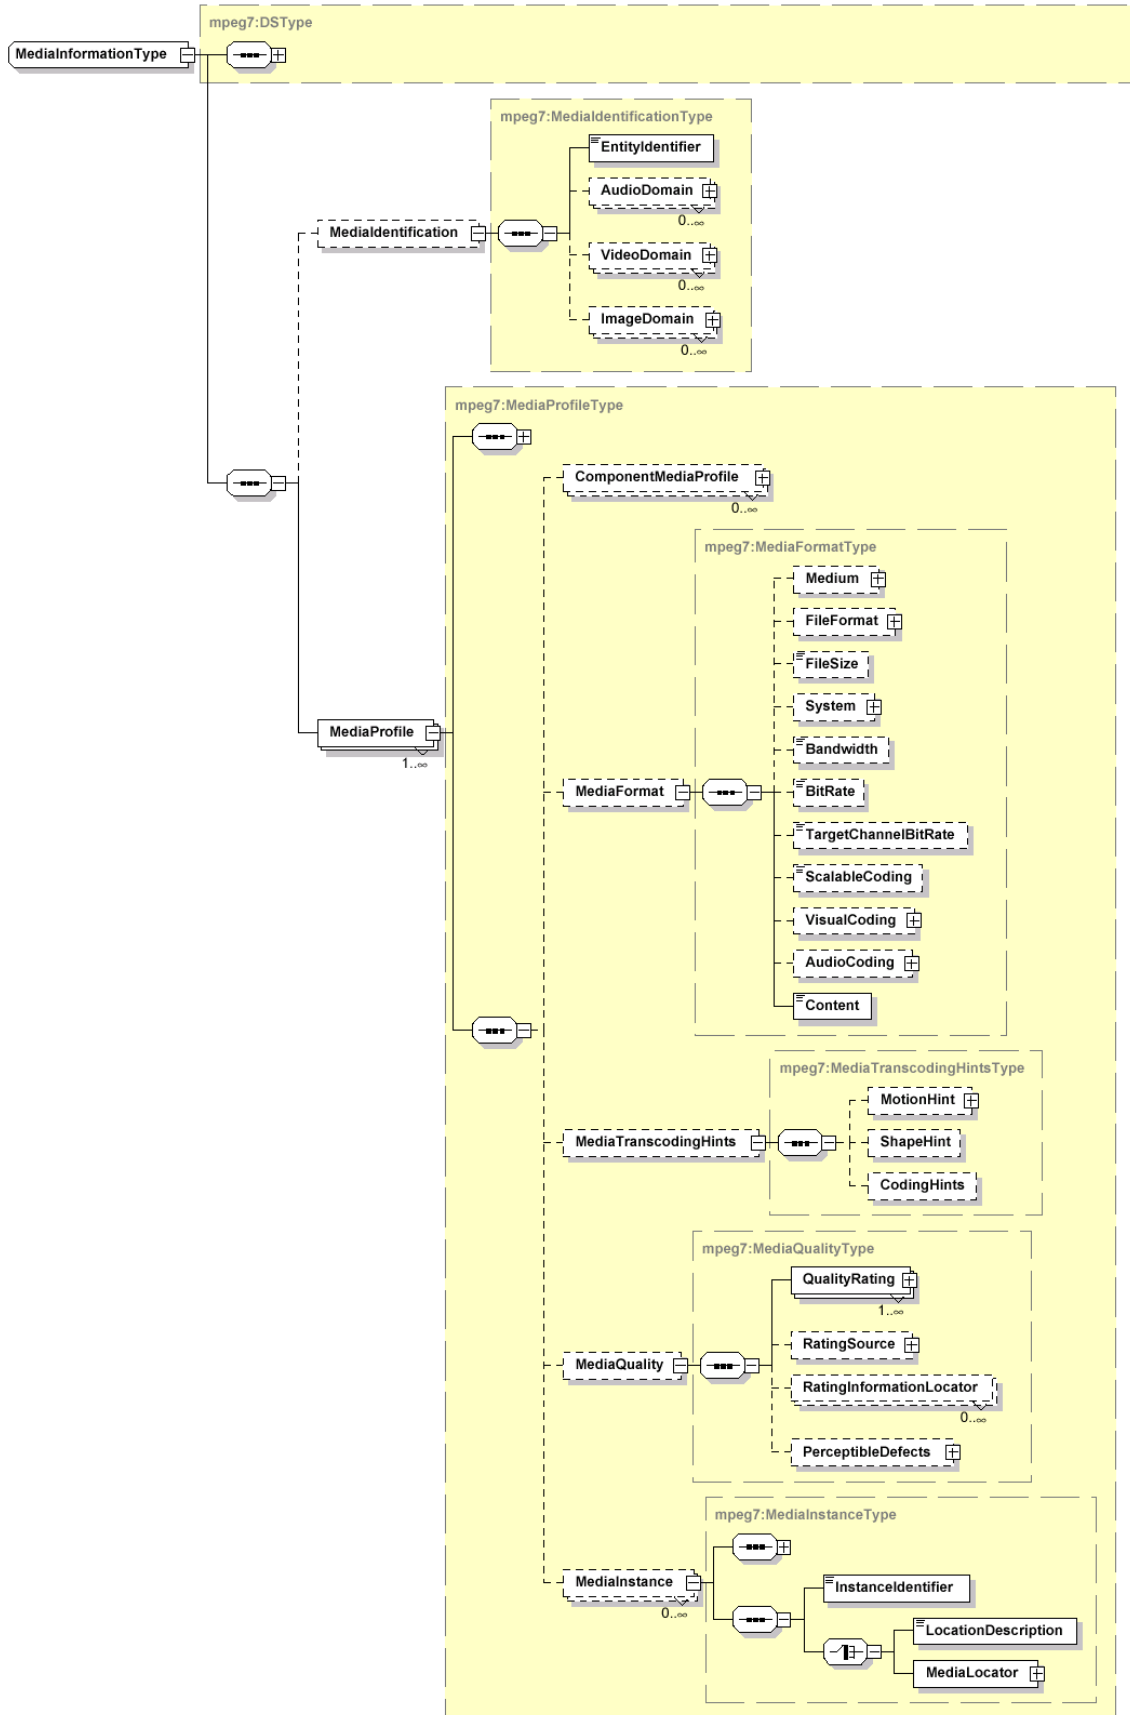 mpeg7:DSType
MediaInformationType
mpeg7:MediaIdentificationType
EntityIdentifier
AudioDomain
0..∞
MediaIdentification
VideoDomain
0..∞
ImageDomain
0..∞
mpeg7:MediaProfileType
ComponentMediaProfile
0..∞
mpeg7:MediaFormatType
Medium
FileFormat
FileSize
System
MediaProfile
1..∞
Bandwidth
MediaFormat
BitRate
TargetChannelBitRate
ScalableCoding
VisualCoding
AudioCoding
Content
mpeg7:MediaTranscodingHintsType
MotionHint
MediaTranscodingHints
ShapeHint
CodingHints
mpeg7:MediaQualityType
QualityRating
1..∞
RatingSource
MediaQuality
RatingInformationLocator
0..∞
PerceptibleDefects
mpeg7:MediaInstanceType
MediaInstance
0..∞
InstanceIdentifier
LocationDescription
MediaLocator